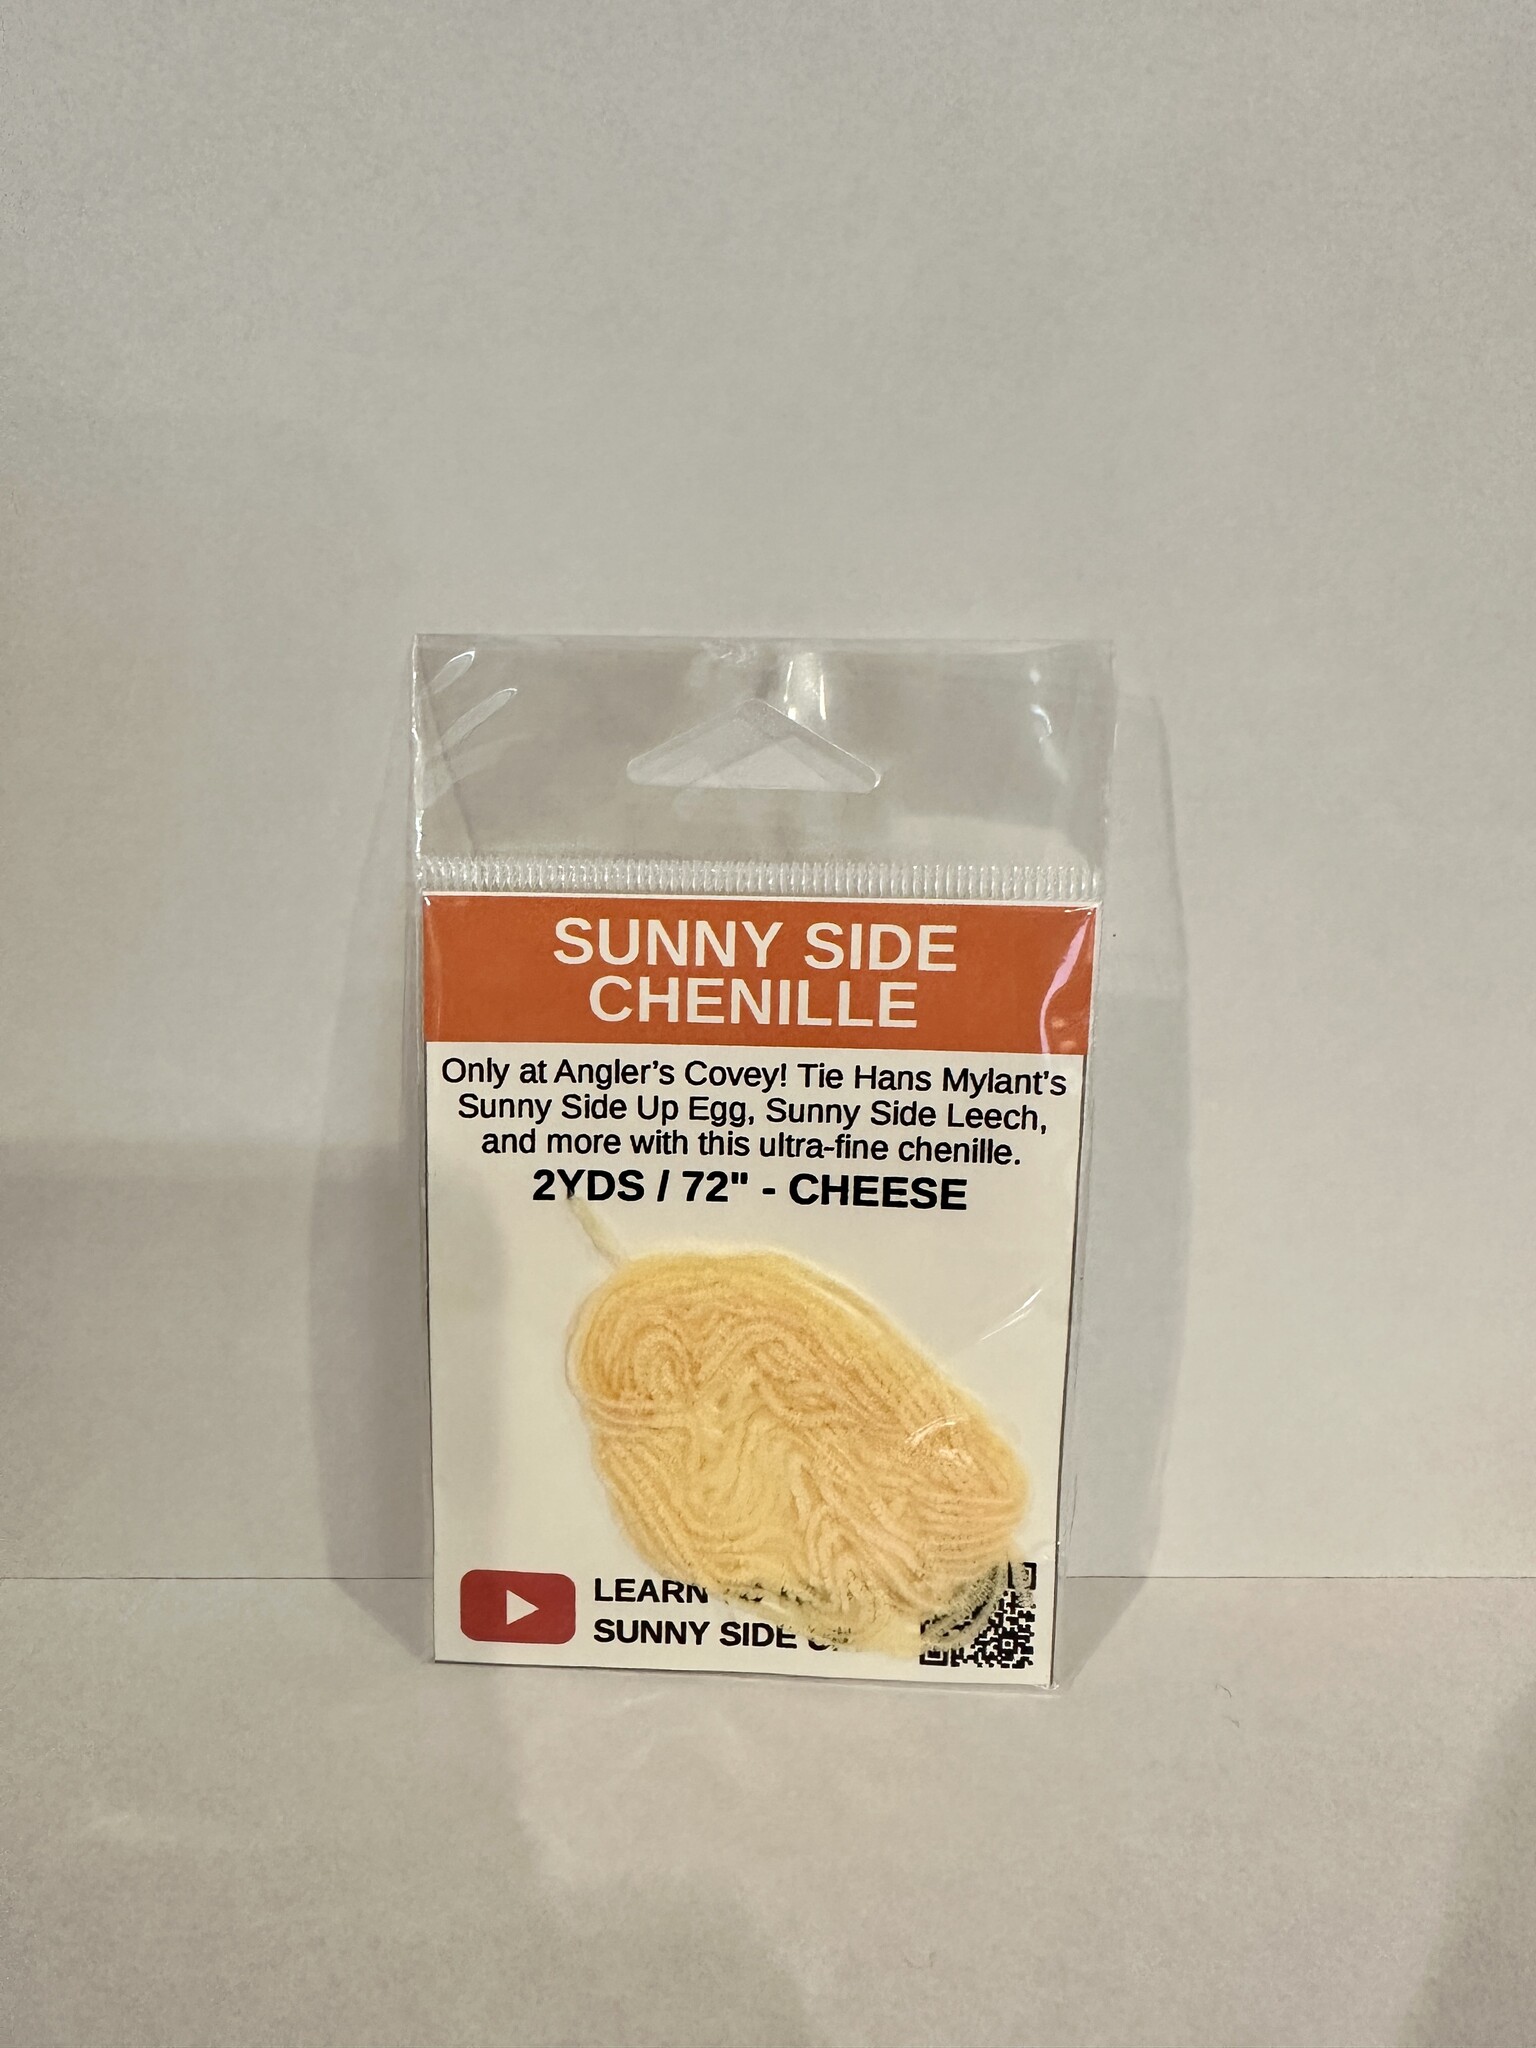 SUNNY SIDE
CHENILLE
Only at Angler's Covey! Tie Hans Mylant's
Sunny Side Up Egg, Sunny Side Leech,
and more with this ultra-fine chenille.
2YDS / 72" - CHEESE
LEARN
SUNNY SIDE